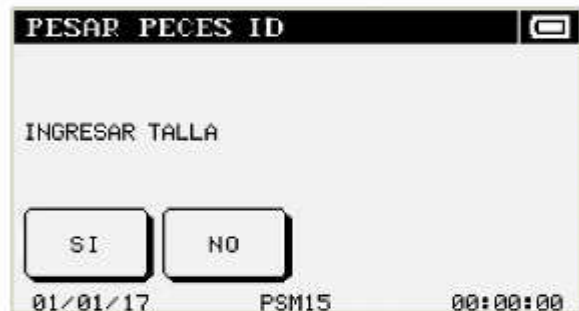 PESAR PECES ID
INGRESAR TALLA
SI NO
01/01/17 PSM15 00:00:00